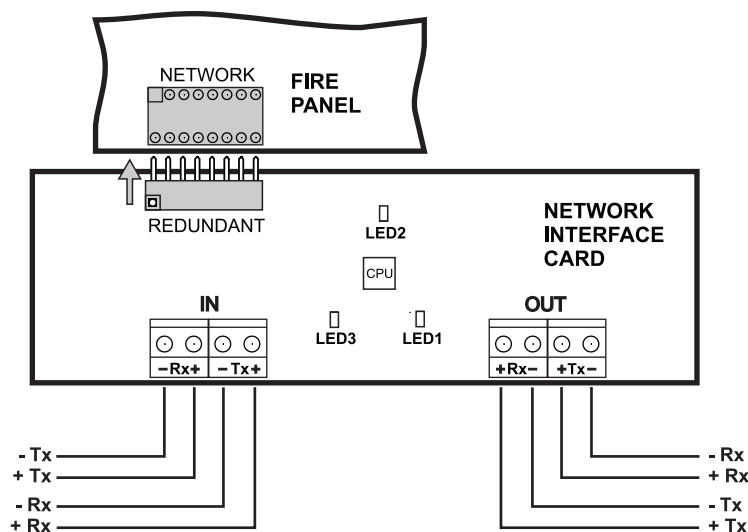 NETWORK
FIRE
PANEL
REDUNDANT
LED2
NETWORK
INTERFACE
CARD
CPU
IN
OUT
LED3
LED1
–Rx+ –Tx+
+Rx– +Tx–
- Tx
+ Tx
- Rx
+ Rx
- Rx
+ Rx
- Tx
+ Tx